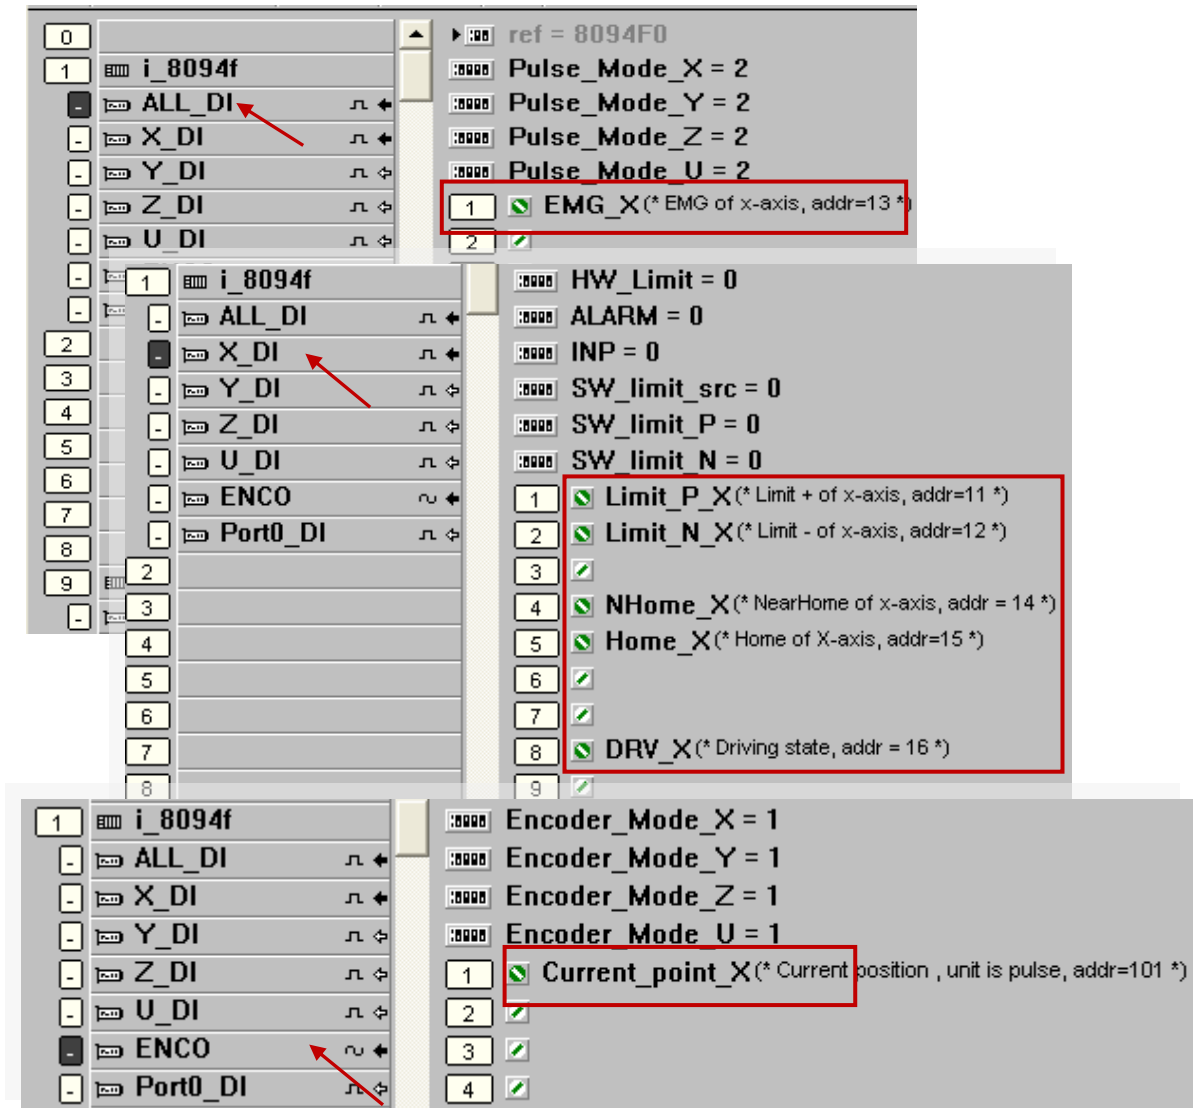 0
ref = 8094F0
1 i_8094f
Pulse_Mode_X = 2
- ALL_DI
Pulse_Mode_Y = 2
- X_DI
Pulse_Mode_Z = 2
- Y_DI
Pulse_Mode_U = 2
- Z_DI
1 EMG_X (* EMG of x-axis, addr=13 *)
- U_DI
2
-
-
2
3
4
5
6
7
8
9
-
1 i_8094f
HW_Limit = 0
- ALL_DI
ALARM = 0
- X_DI
INP = 0
- Y_DI
SW_limit_src = 0
- Z_DI
SW_limit_P = 0
- U_DI
SW_limit_N = 0
- ENCO
1 Limit_P_X (* Limit + of x-axis, addr=11 *)
- Port0_DI
2 Limit_N_X (* Limit - of x-axis, addr=12 *)
2
3
3
4 NHome_X (* NearHome of x-axis, addr = 14 *)
4
5 Home_X (* Home of X-axis, addr=15 *)
5
6
6
7
7
8 DRV_X (* Driving state, addr = 16 *)
8
9
1 i_8094f
Encoder_Mode_X = 1
- ALL_DI
Encoder_Mode_Y = 1
- X_DI
Encoder_Mode_Z = 1
- Y_DI
Encoder_Mode_U = 1
- Z_DI
1 Current_point_X (* Current position , unit is pulse, addr=101 *)
- U_DI
2
- ENCO
3
- Port0_DI
4